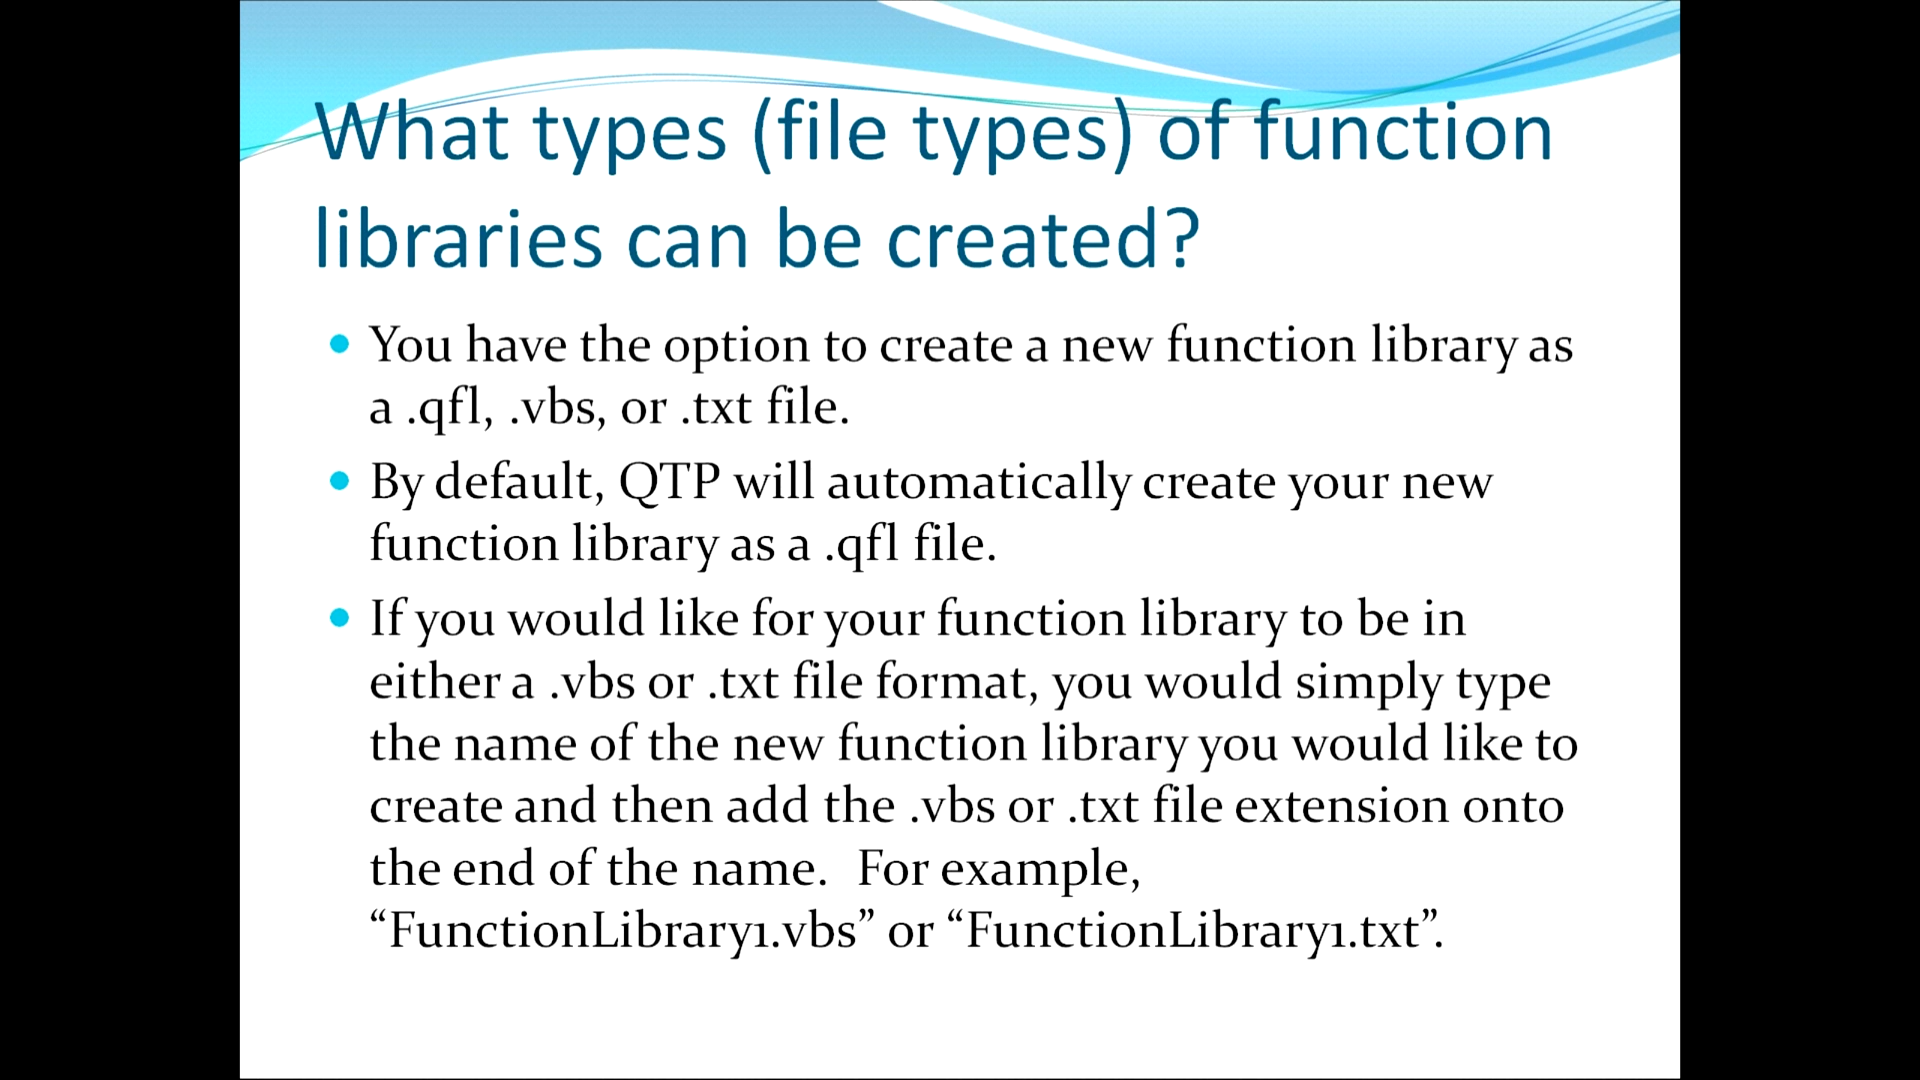 What types (file types) of function
libraries can be created?
• You have the option to create a new function library as
a .qfl, .vbs, or .txt file.
• By default, QTP will automatically create your new
function library as a .qfl file.
• If you would like for your function library to be in
either a .vbs or .txt file format, you would simply type
the name of the new function library you would like to
create and then add the .vbs or .txt file extension onto
the end of the name.  For example,
“FunctionLibrary1.vbs” or “FunctionLibrary1.txt”.